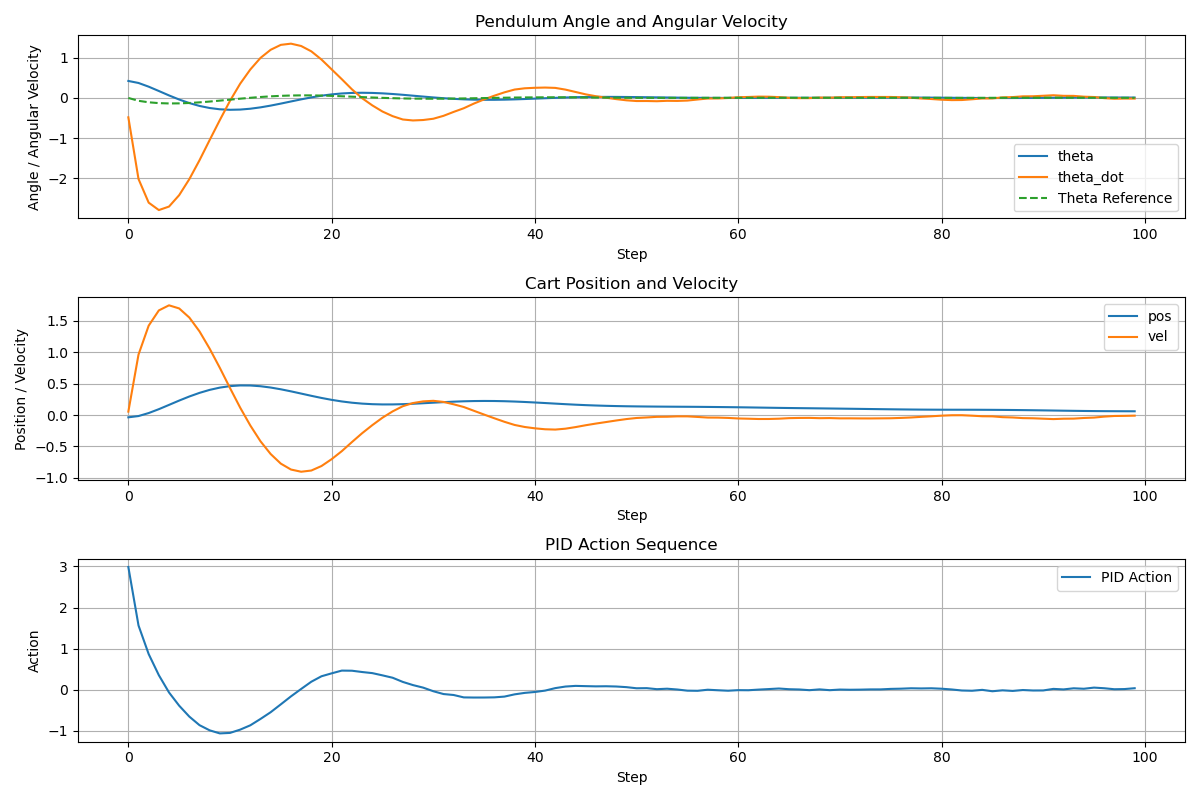 Pendulum Angle and Angular Velocity
Angle / Angular Velocity
1
0
−1
−2
theta
theta_dot
Theta Reference
0 20 40 60 80 100
Step
Cart Position and Velocity
Position / Velocity
1.5
1.0
0.5
0.0
−0.5
−1.0
pos
vel
0 20 40 60 80 100
Step
PID Action Sequence
Action
3
2
1
0
−1
PID Action
0 20 40 60 80 100
Step